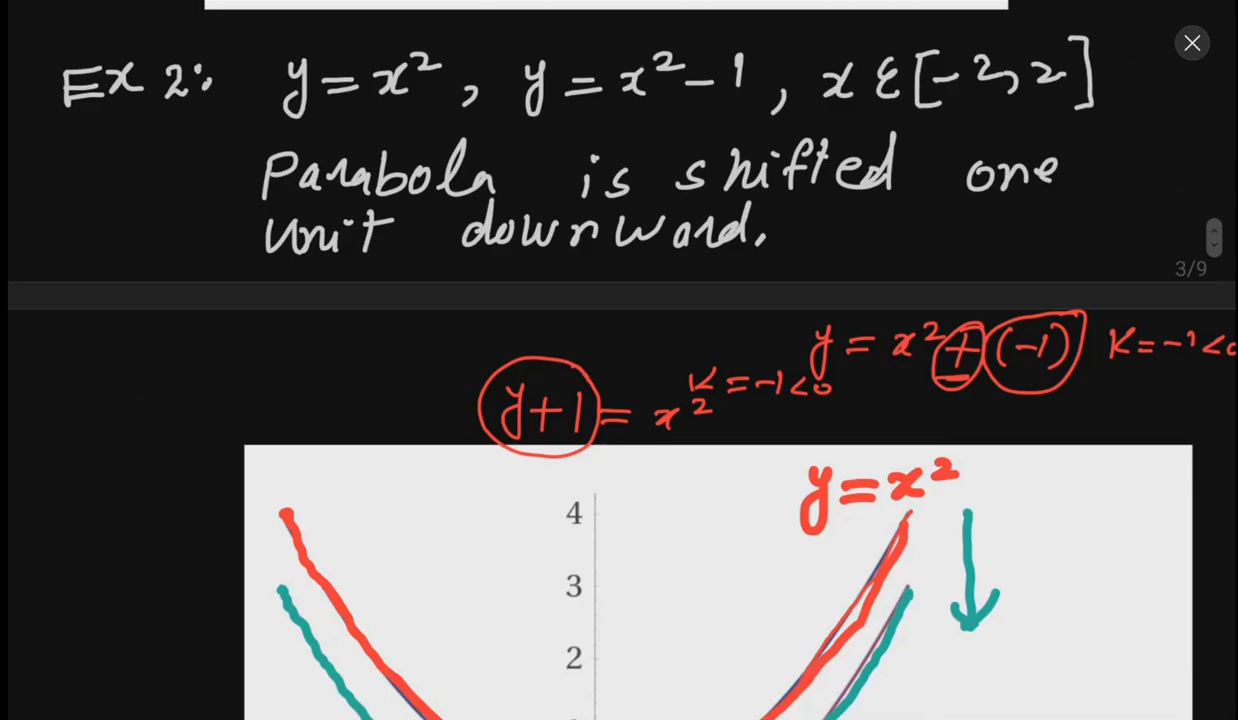 Ex 2: y = x², y = x² - 1, x ε [-2, 2]
Parabola is shifted one
unit downward.
3/9
y = x² + (-1) K = -1 < 0
K = -1 < 0
y + 1 = x²
y = x²
4
3
2